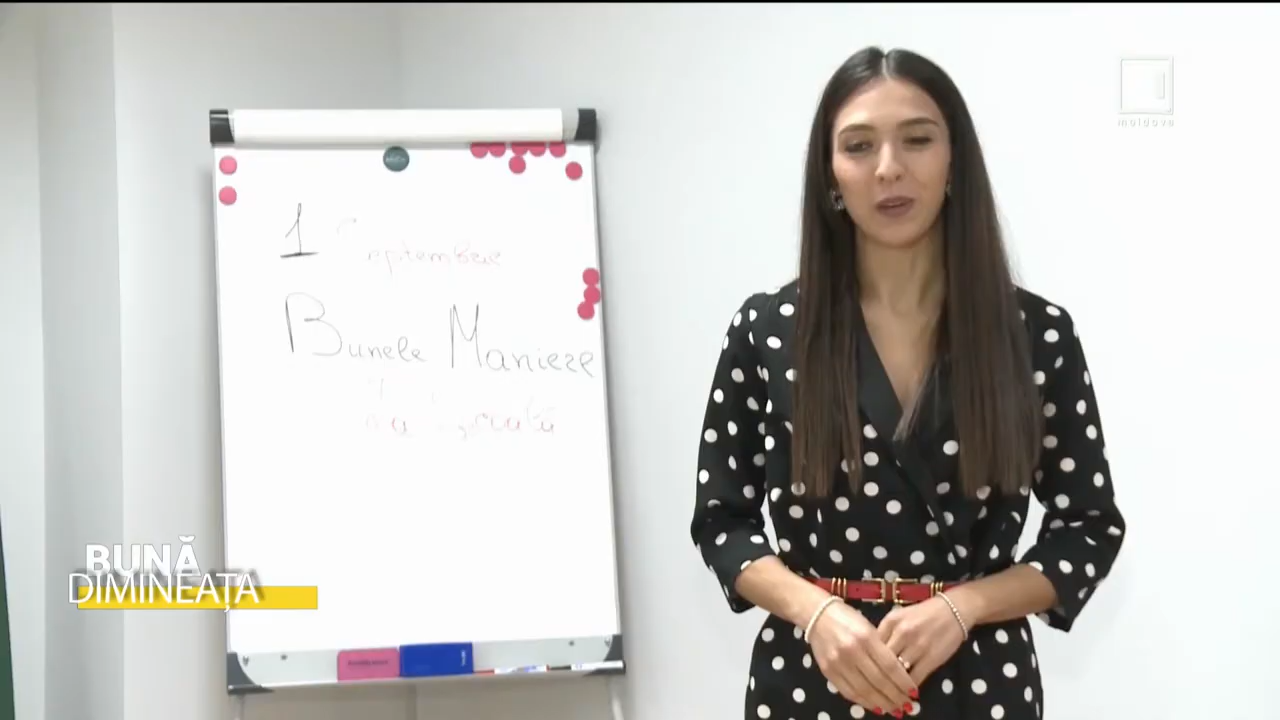 1 Septembrie
Bunele Maniere
BUNĂ
DIMINEAȚA
moldova